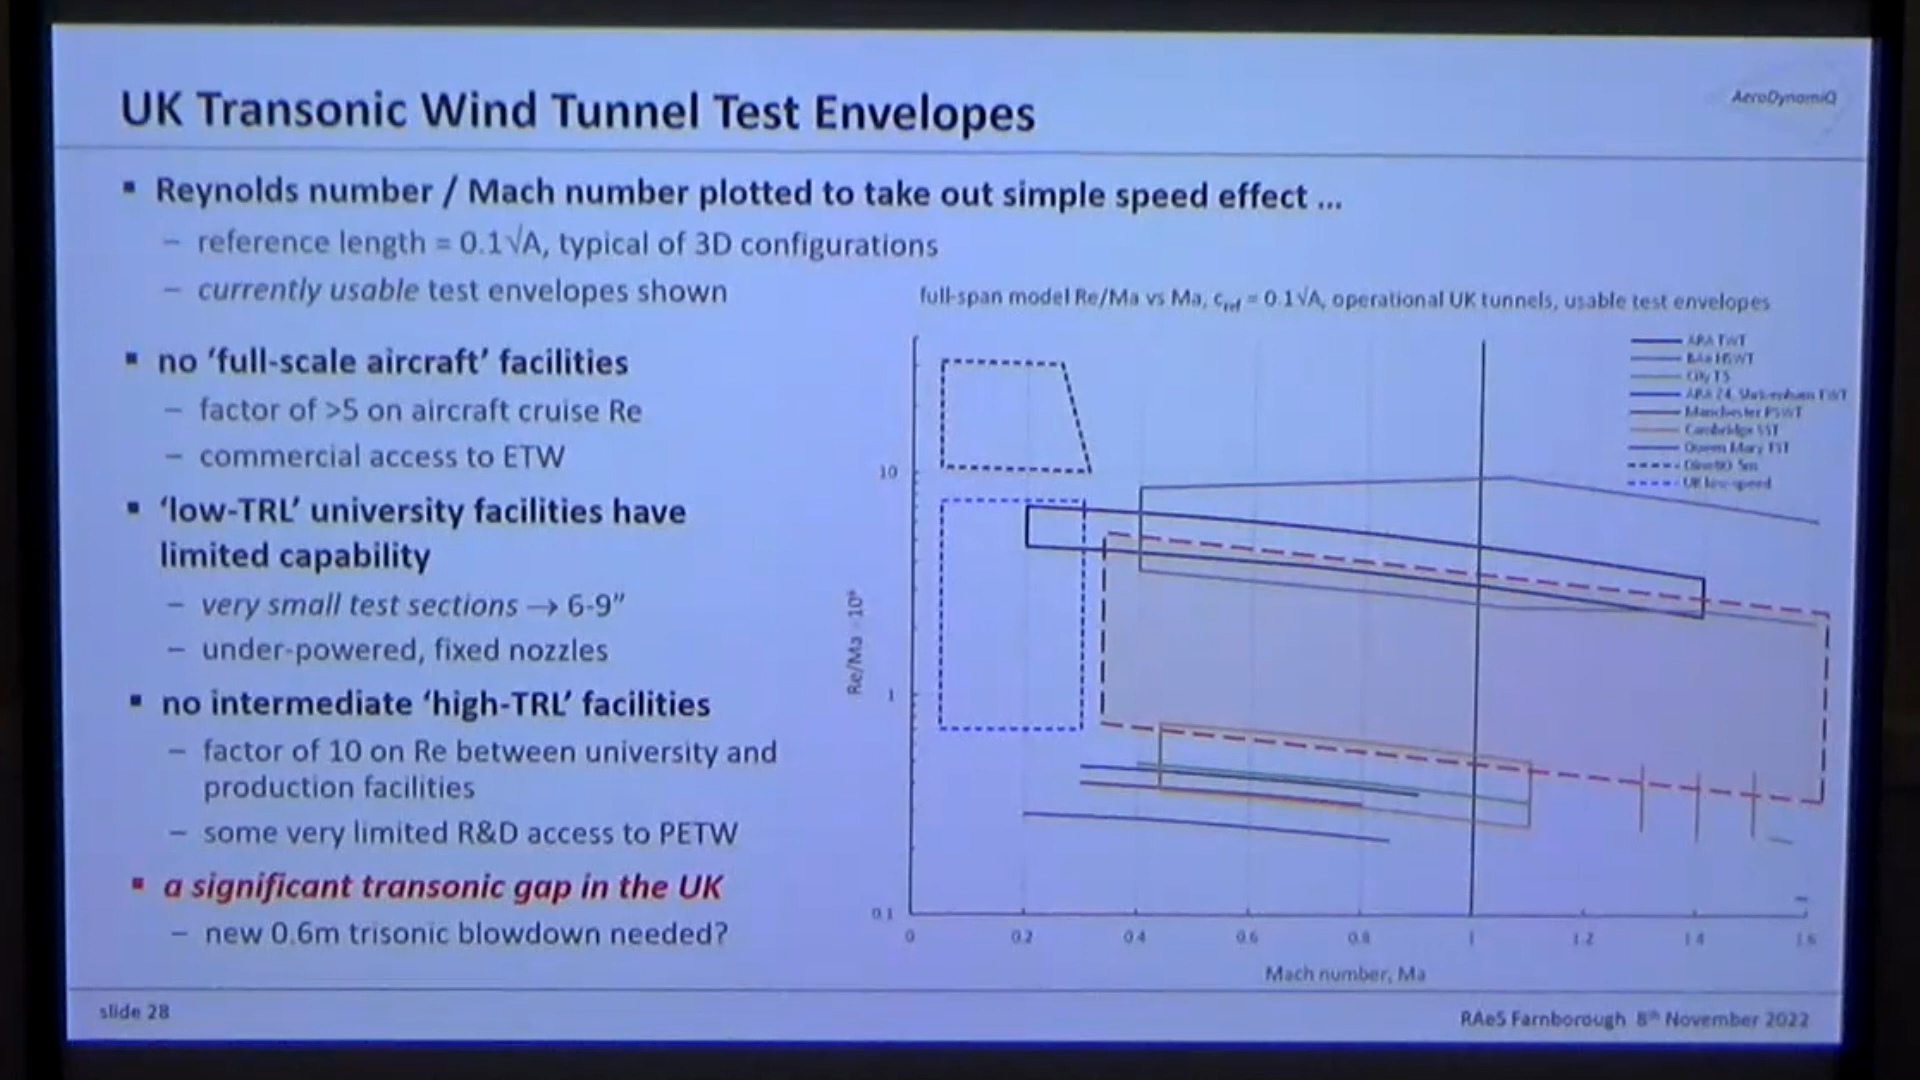 UK Transonic Wind Tunnel Test Envelopes
AeroDynamiQ
▪ Reynolds number / Mach number plotted to take out simple speed effect ...
– reference length = 0.1√A, typical of 3D configurations
– currently usable test envelopes shown
▪ no ‘full-scale aircraft’ facilities
– factor of >5 on aircraft cruise Re
– commercial access to ETW
▪ ‘low-TRL’ university facilities have
limited capability
– very small test sections → 6-9”
– under-powered, fixed nozzles
▪ no intermediate ‘high-TRL’ facilities
– factor of 10 on Re between university and
production facilities
– some very limited R&D access to PETW
▪ a significant transonic gap in the UK
– new 0.6m trisonic blowdown needed?
full-span model Re/Ma vs Ma, cref = 0.1√A, operational UK tunnels, usable test envelopes
ARA TWT
BAe HSWT
City T5
ARA Z4, Shrivenham TWT
Manchester PSWT
Cambridge SST
Queen Mary TST
QinetiQ 5m
UK low-speed
Re/Ma
10
1
0.1
0 0.2 0.4 0.6 0.8 1 1.2 1.4 1.6
Mach number, Ma
slide 28
RAeS Farnborough 8th November 2022